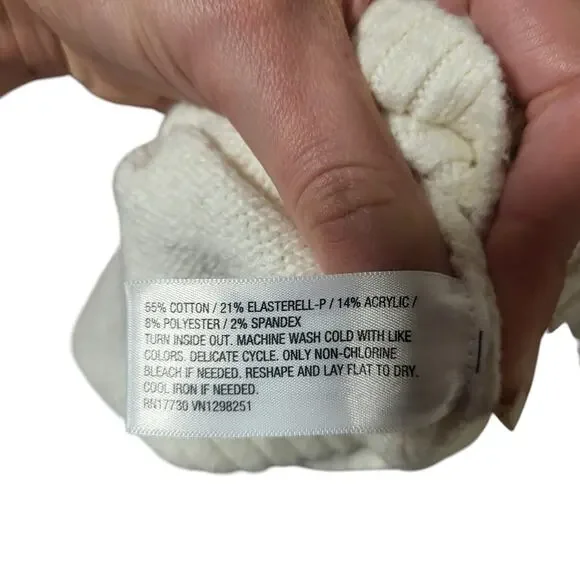 55% COTTON / 21% ELASTERELL-P / 14% ACRYLIC /
8% POLYESTER / 2% SPANDEX
TURN INSIDE OUT. MACHINE WASH COLD WITH LIKE
COLORS. DELICATE CYCLE. ONLY NON-CHLORINE
BLEACH IF NEEDED. RESHAPE AND LAY FLAT TO DRY.
COOL IRON IF NEEDED.
RN17730 VN1298251